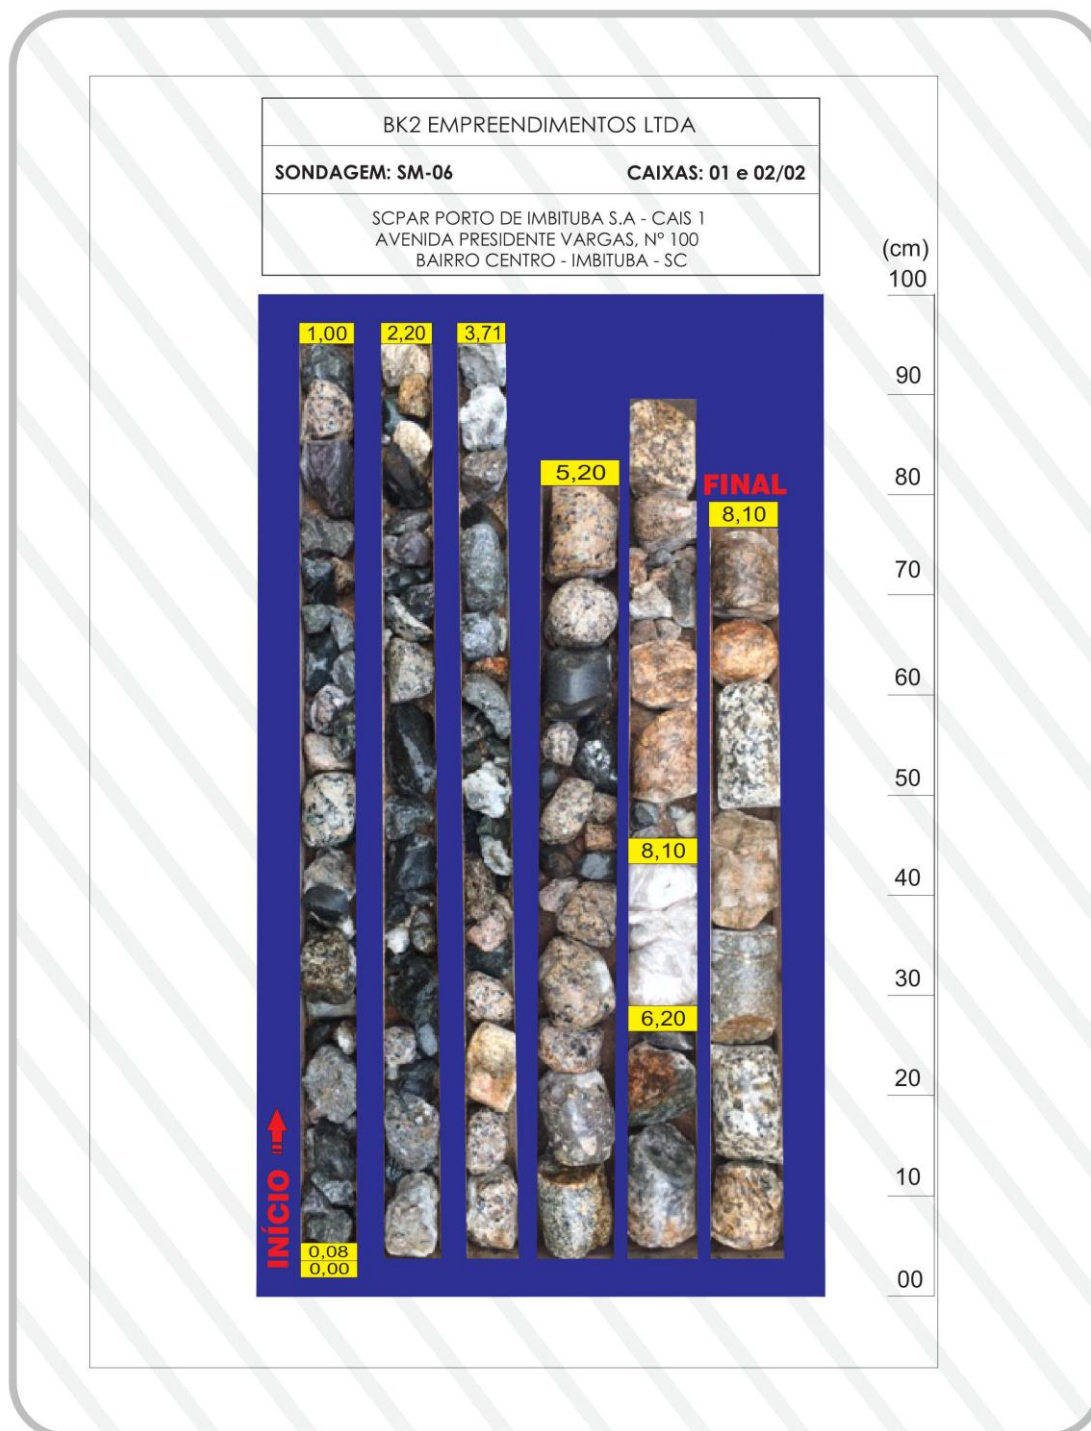 BK2 EMPREENDIMENTOS LTDA
SONDAGEM: SM-06 CAIXAS: 01 e 02/02
SCPAR PORTO DE IMBITUBA S.A - CAIS 1
AVENIDA PRESIDENTE VARGAS, Nº 100
BAIRRO CENTRO - IMBITUBA - SC
(cm)
100
90
80
70
60
50
40
30
20
10
00
1,00
2,20
3,71
5,20
FINAL
8,10
8,10
6,20
INÍCIO
0,08
0,00